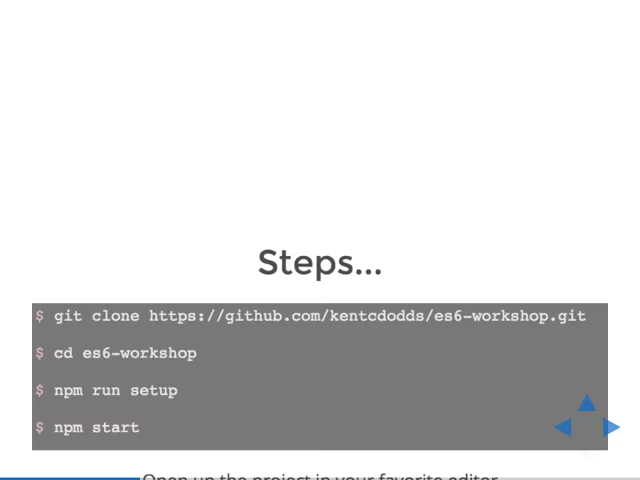 Steps...
$ git clone https://github.com/kentcdodds/es6-workshop.git
$ cd es6-workshop
$ npm run setup
$ npm start
Open up the project in your favorite editor